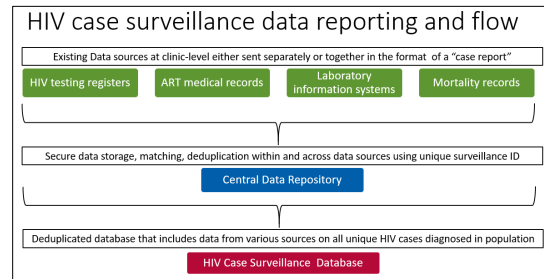 HIV case surveillance data reporting and flow
Existing Data sources at clinic-level either sent separately or together in the format of a “case report”
HIV testing registers
ART medical records
Laboratory
information systems
Mortality records
Secure data storage, matching, deduplication within and across data sources using unique surveillance ID
Central Data Repository
Deduplicated database that includes data from various sources on all unique HIV cases diagnosed in population
HIV Case Surveillance Database